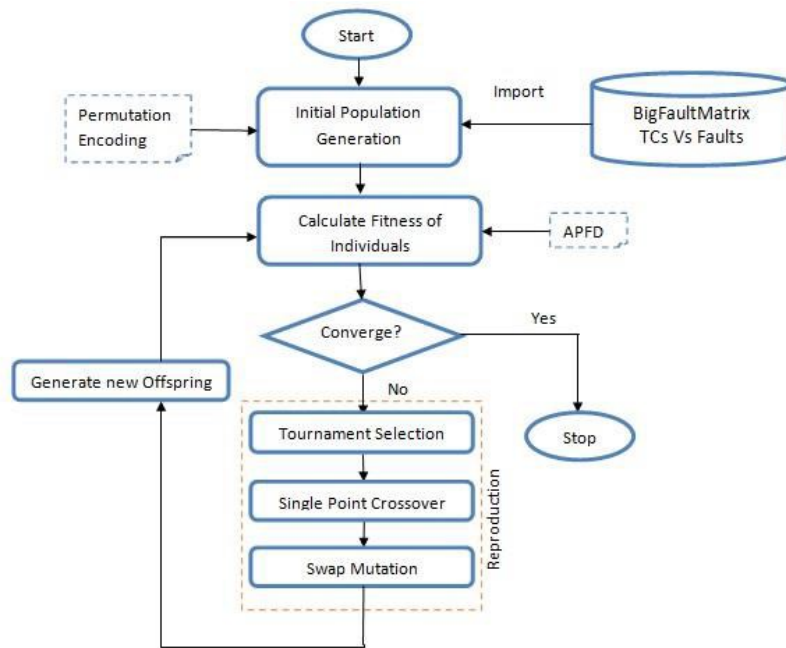 Start
Permutation
Encoding
Initial Population
Generation
Import
BigFaultMatrix
TCs Vs Faults
Calculate Fitness of
Individuals
APFD
Converge?
Yes
Generate new Offspring
No
Tournament Selection
Stop
Single Point Crossover
Reproduction
Swap Mutation